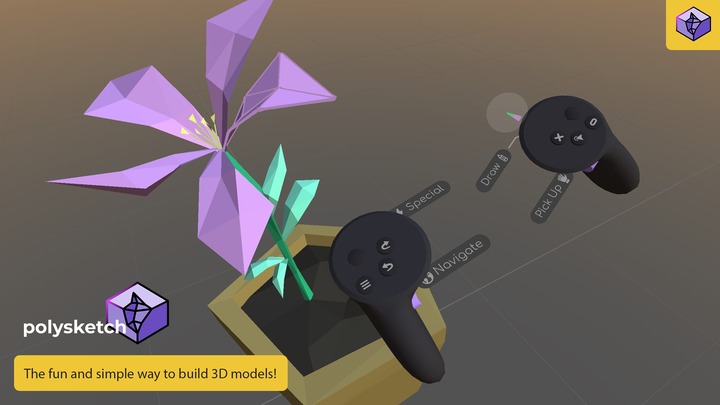 Special
Navigate
Draw
Pick Up
polysketch
The fun and simple way to build 3D models!